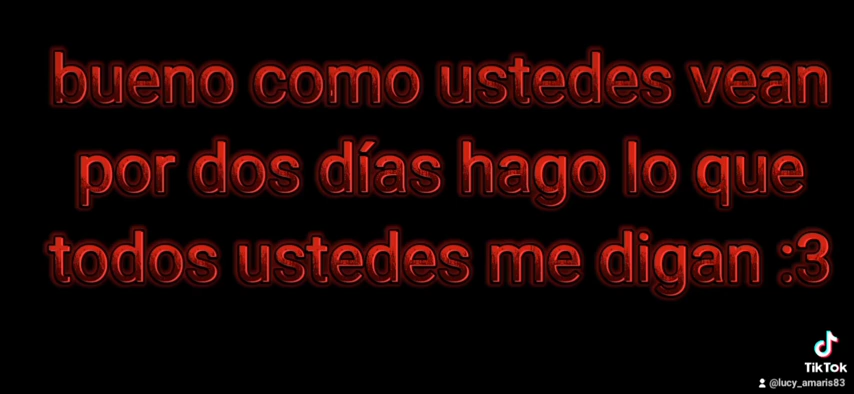 bueno como ustedes vean
por dos días hago lo que
todos ustedes me digan :3
TikTok
@lucy_amaris83